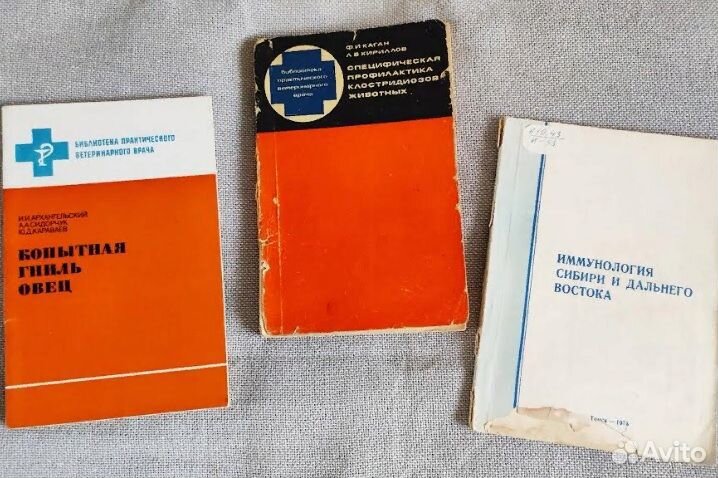 БИБЛИОТЕКА ПРАКТИЧЕСКОГО
ВЕТЕРИНАРНОГО ВРАЧА
И.И.АРХАНГЕЛЬСКИЙ
А.А.СИДОРЧУК
Ю.Д.КАРАВАЕВ
КОПЫТНАЯ
ГНИЛЬ
ОВЕЦ
библиотека
практического
ветеринарного
врача
Ф И КАГАН
Л В КИРИЛЛОВ
СПЕЦИФИЧЕСКАЯ
ПРОФИЛАКТИКА
КЛОСТРИДИОЗОВ
ЖИВОТНЫХ
ИММУНОЛОГИЯ
СИБИРИ И ДАЛЬНЕГО
ВОСТОКА
Томск —
Avito